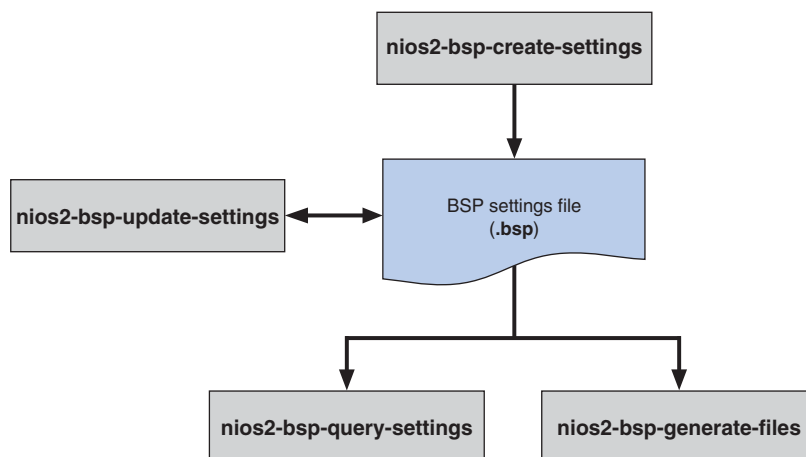 nios2-bsp-create-settings
BSP settings file
(.bsp)
nios2-bsp-update-settings
nios2-bsp-query-settings
nios2-bsp-generate-files